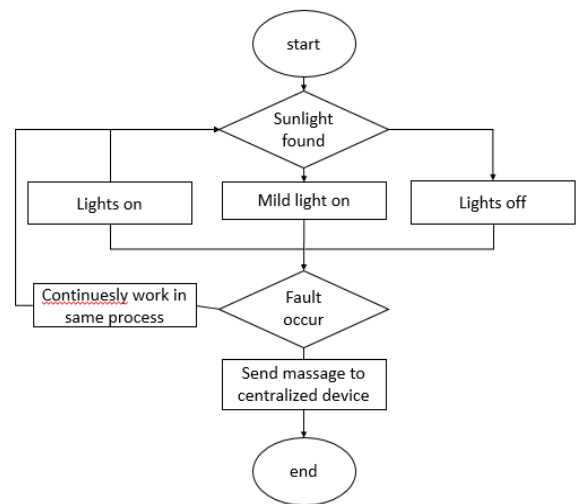 start
Sunlight
found
Lights on
Mild light on
Lights off
Continuesly work in
same process
Fault
occur
Send massage to
centralized device
end